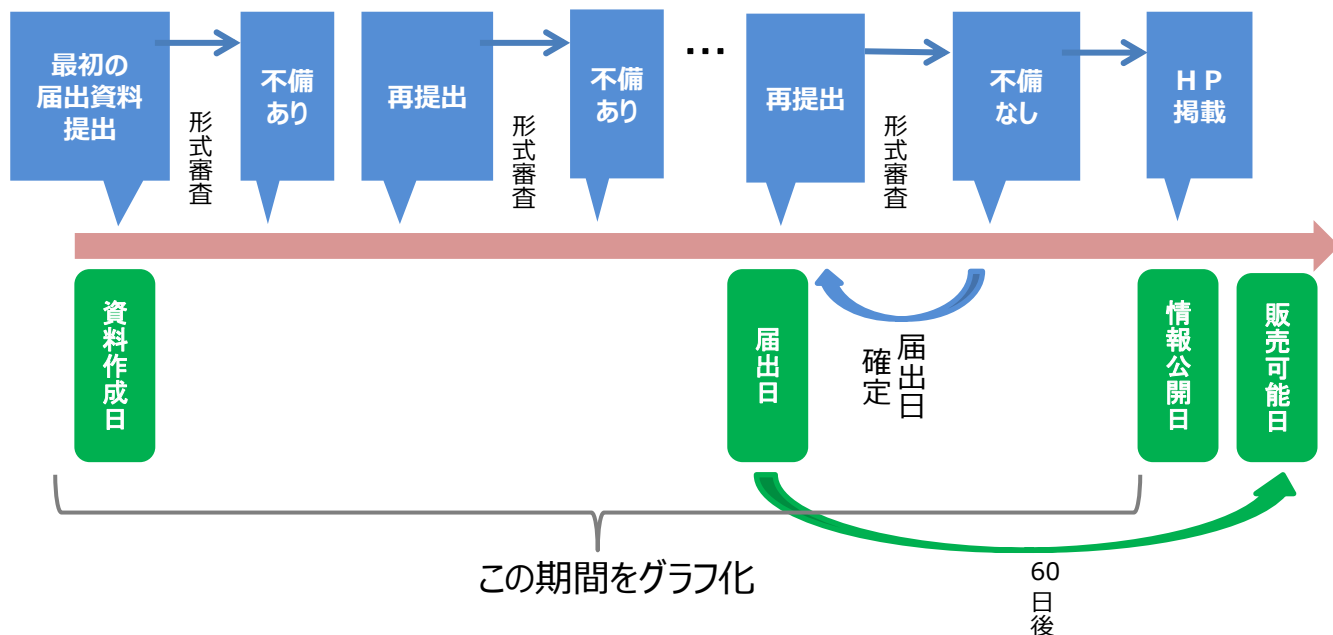 最初の
届出資料
提出
形式審査
不備
あり
再提出
形式審査
不備
あり
…
再提出
形式審査
不備
なし
ＨＰ
掲載
資料作成日
届出日
届出日
確定
情報公開日
販売可能日
この期間をグラフ化
60
日後